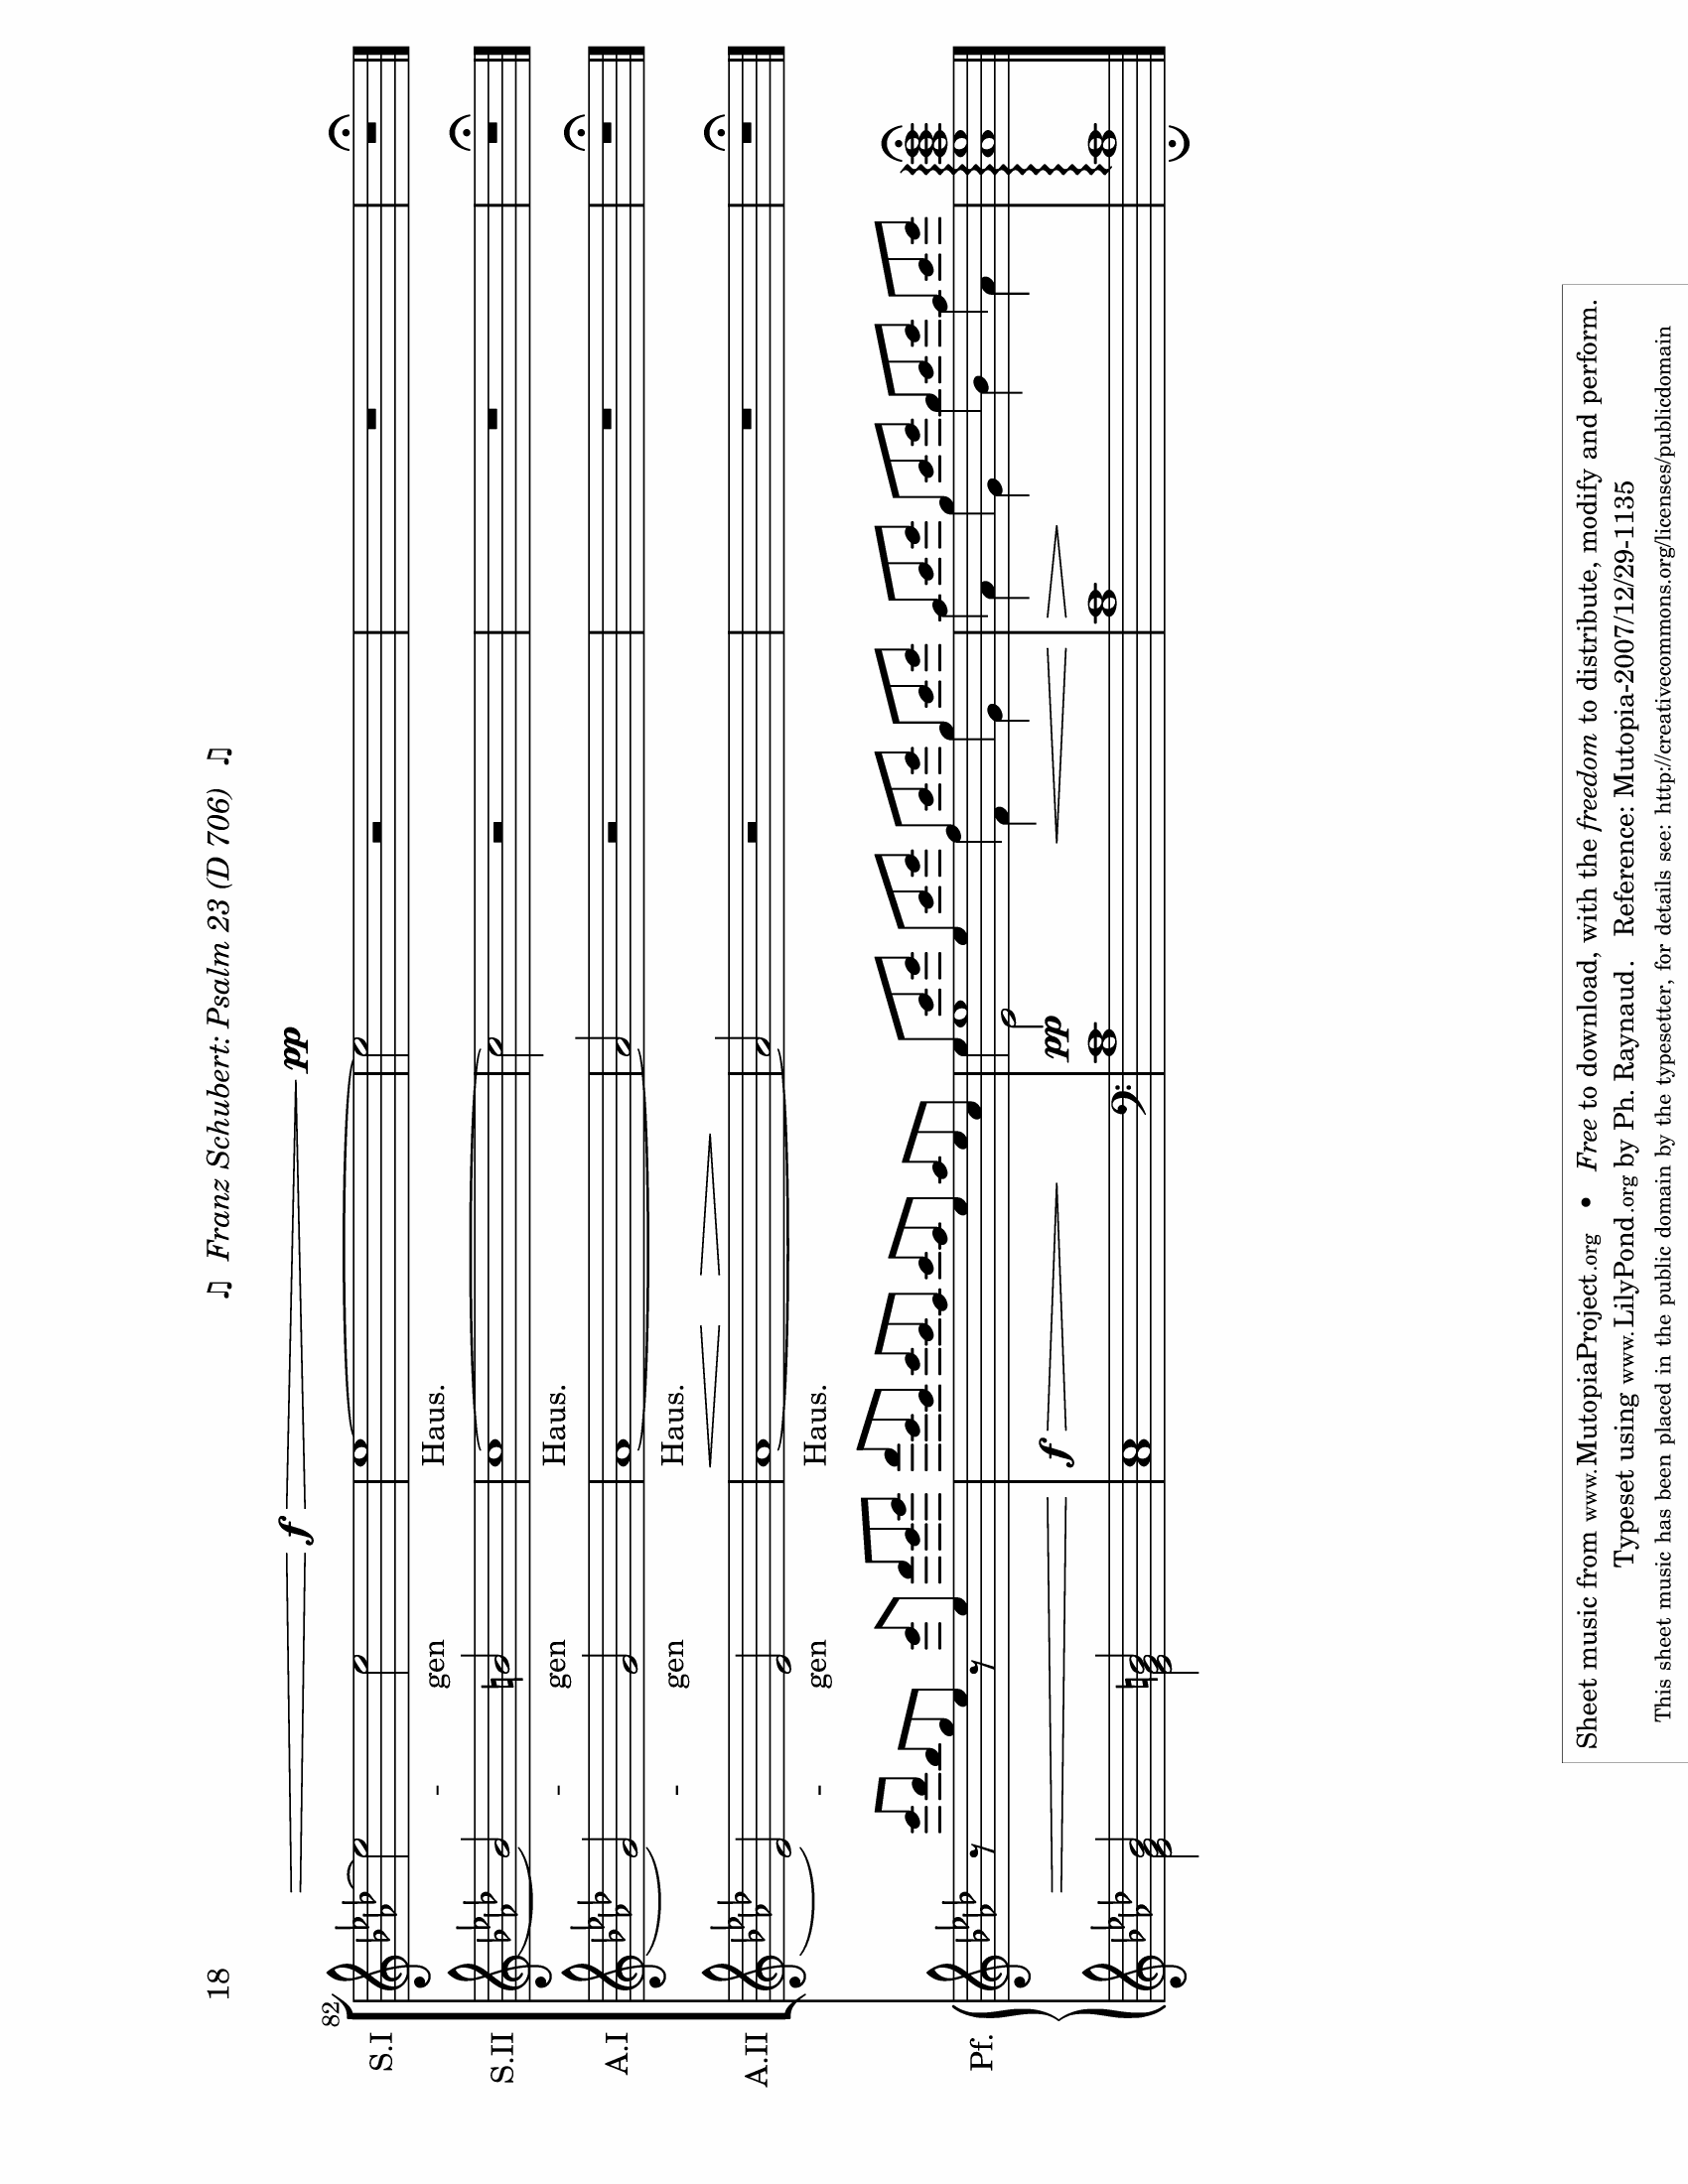 18
♫ Franz Schubert: Psalm 23 (D 706) ♫
f pp
82
S.I
- gen Haus.
S.II
- gen Haus.
A.I
- gen Haus.
A.II
- gen Haus.
Pf.
f pp
Sheet music from www.MutopiaProject.org • Free to download, with the freedom to distribute, modify and perform.
Typeset using www.LilyPond.org by Ph. Raynaud. Reference: Mutopia-2007/12/29-1135
This sheet music has been placed in the public domain by the typesetter, for details see: http://creativecommons.org/licenses/publicdomain